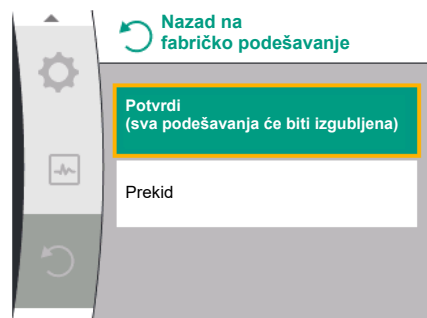 Nazad na
fabričko podešavanje
Potvrdi
(sva podešavanja će biti izgubljena)
Prekid